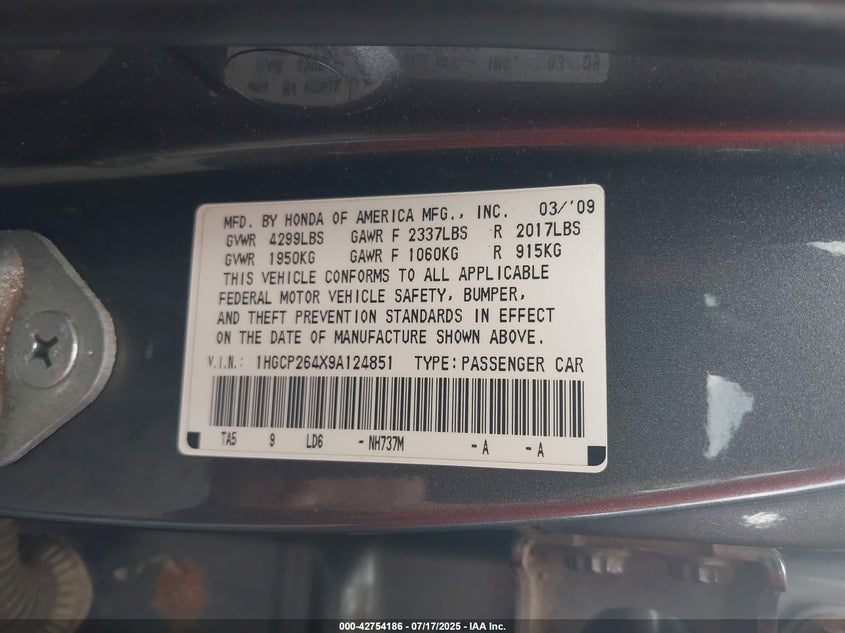 MFD. BY HONDA OF AMERICA MFG., INC. 03/'09
GVWR 4299LBS GAWR F 2337LBS R 2017LBS
GVWR 1950KG GAWR F 1060KG R 915KG
THIS VEHICLE CONFORMS TO ALL APPLICABLE
FEDERAL MOTOR VEHICLE SAFETY, BUMPER,
AND THEFT PREVENTION STANDARDS IN EFFECT
ON THE DATE OF MANUFACTURE SHOWN ABOVE.
V.I.N.: 1HGCP264X9A124851 TYPE: PASSENGER CAR
TA5 9 LD6 - NH737M - A - A
000-42754186 - 07/17/2025 - IAA Inc.